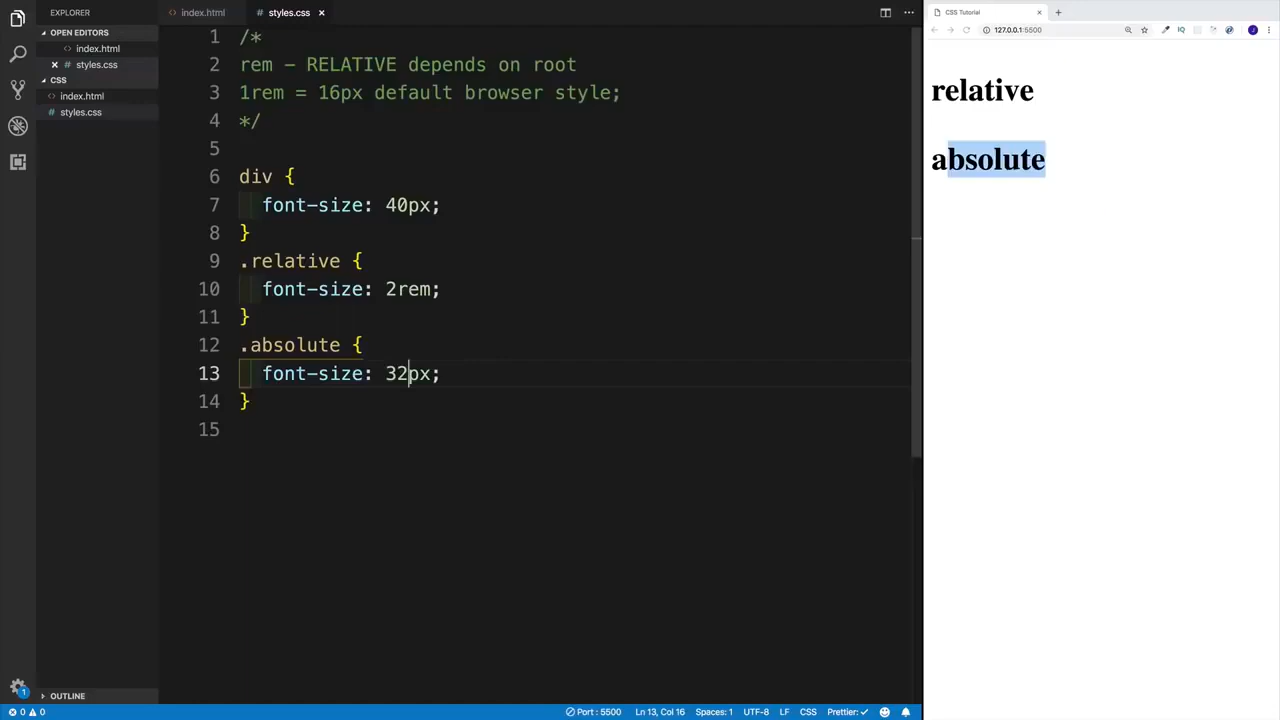 EXPLORER
OPEN EDITORS
index.html
# styles.css
CSS
index.html
# styles.css
OUTLINE
index.html
# styles.css
1 /*
2 rem - RELATIVE depends on root
3 1rem = 16px default browser style;
4 */
5
6 div {
7 font-size: 40px;
8 }
9 .relative {
10 font-size: 2rem;
11 }
12 .absolute {
13 font-size: 32px;
14 }
15
CSS Tutorial
127.0.0.1:5500
IQ
J
relative
absolute
1
0 0 Port : 5500 Ln 13, Col 16 Spaces: 1 UTF-8 LF CSS Prettier: ✓